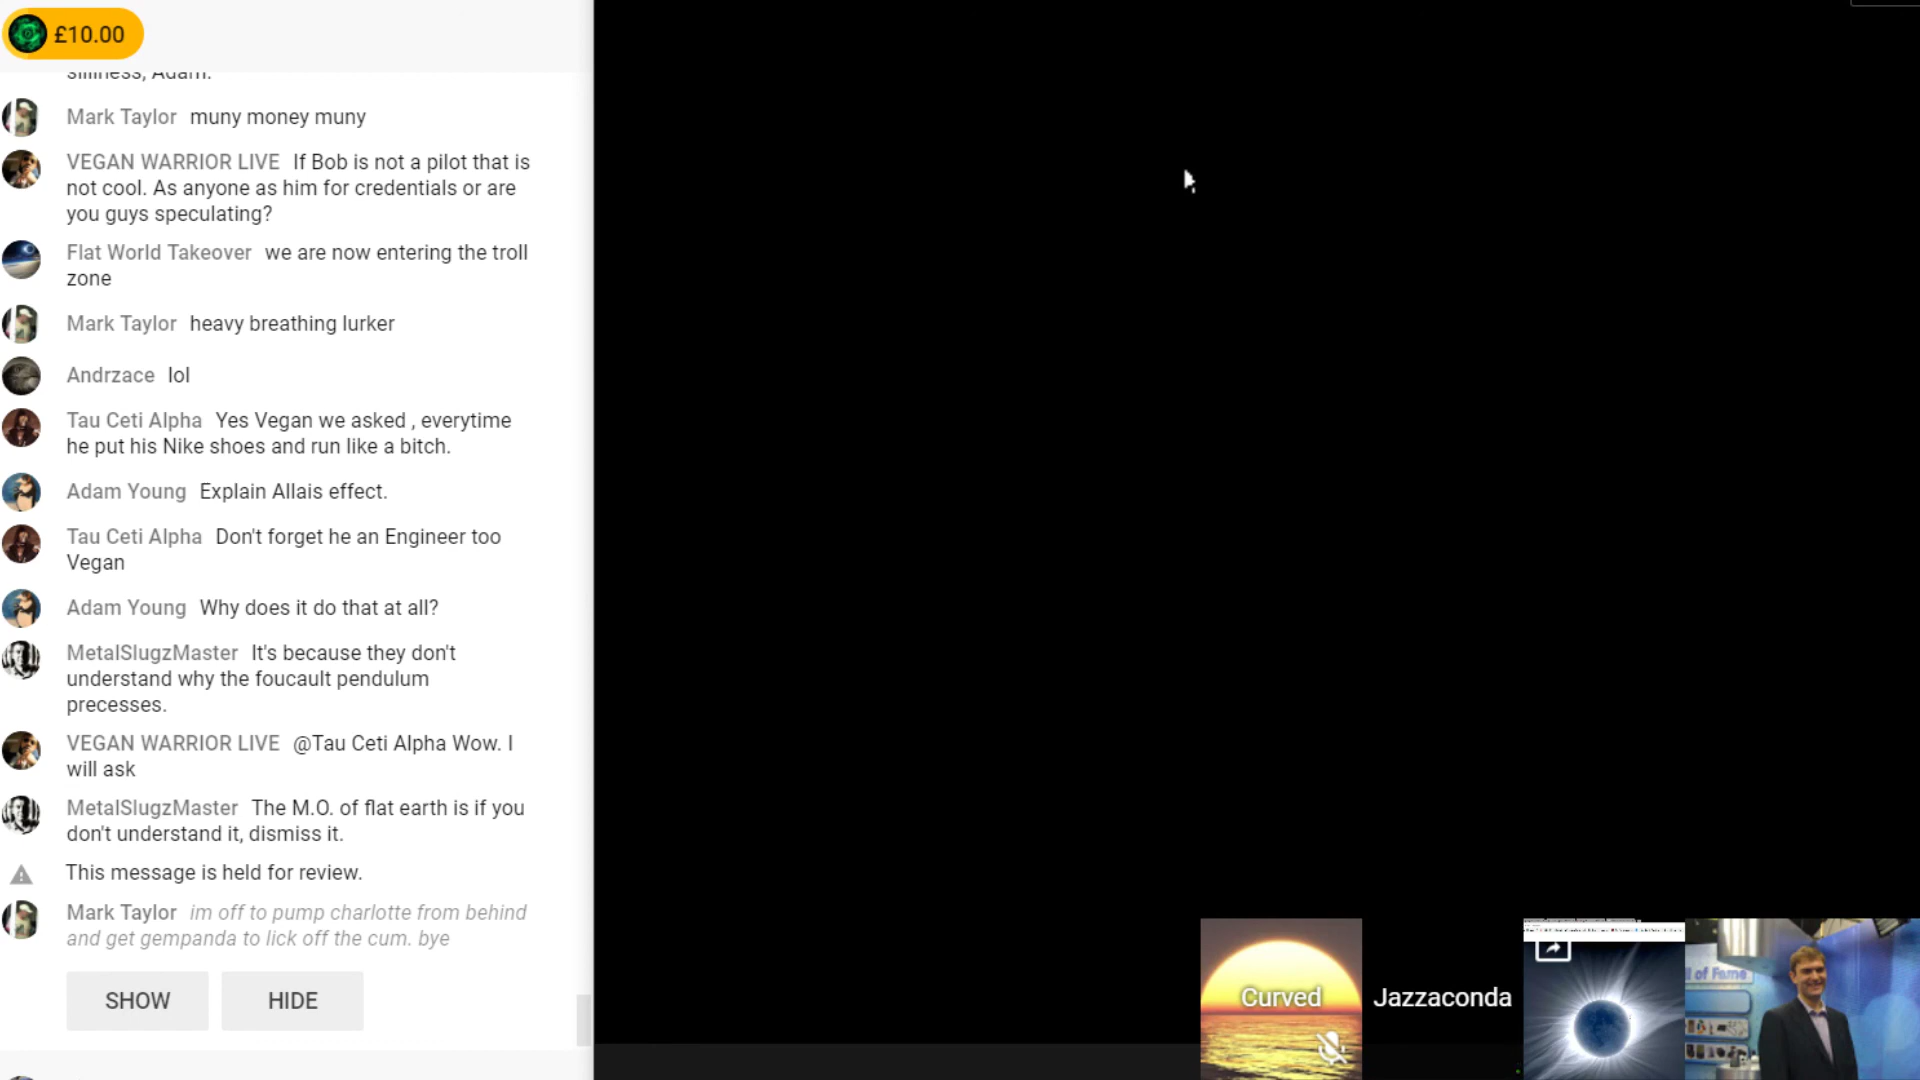 £10.00
silliness, Adam.
Mark Taylor muny money muny
VEGAN WARRIOR LIVE If Bob is not a pilot that is
not cool. As anyone as him for credentials or are
you guys speculating?
Flat World Takeover we are now entering the troll
zone
Mark Taylor heavy breathing lurker
Andrzace lol
Tau Ceti Alpha Yes Vegan we asked , everytime
he put his Nike shoes and run like a bitch.
Adam Young Explain Allais effect.
Tau Ceti Alpha Don't forget he an Engineer too
Vegan
Adam Young Why does it do that at all?
MetalSlugzMaster It's because they don't
understand why the foucault pendulum
precesses.
VEGAN WARRIOR LIVE @Tau Ceti Alpha Wow. I
will ask
MetalSlugzMaster The M.O. of flat earth is if you
don't understand it, dismiss it.
This message is held for review.
Mark Taylor im off to pump charlotte from behind
and get gempanda to lick off the cum. bye
SHOW HIDE
Curved
Jazzaconda
of Fame